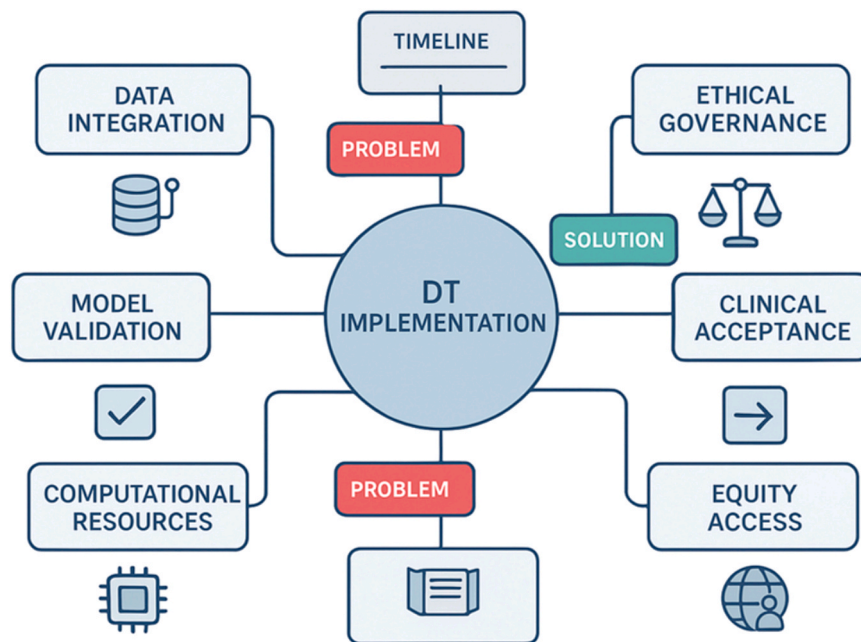 TIMELINE
DATA
INTEGRATION
ETHICAL
GOVERNANCE
PROBLEM
SOLUTION
MODEL
VALIDATION
DT
IMPLEMENTATION
CLINICAL
ACCEPTANCE
COMPUTATIONAL
RESOURCES
PROBLEM
EQUITY
ACCESS